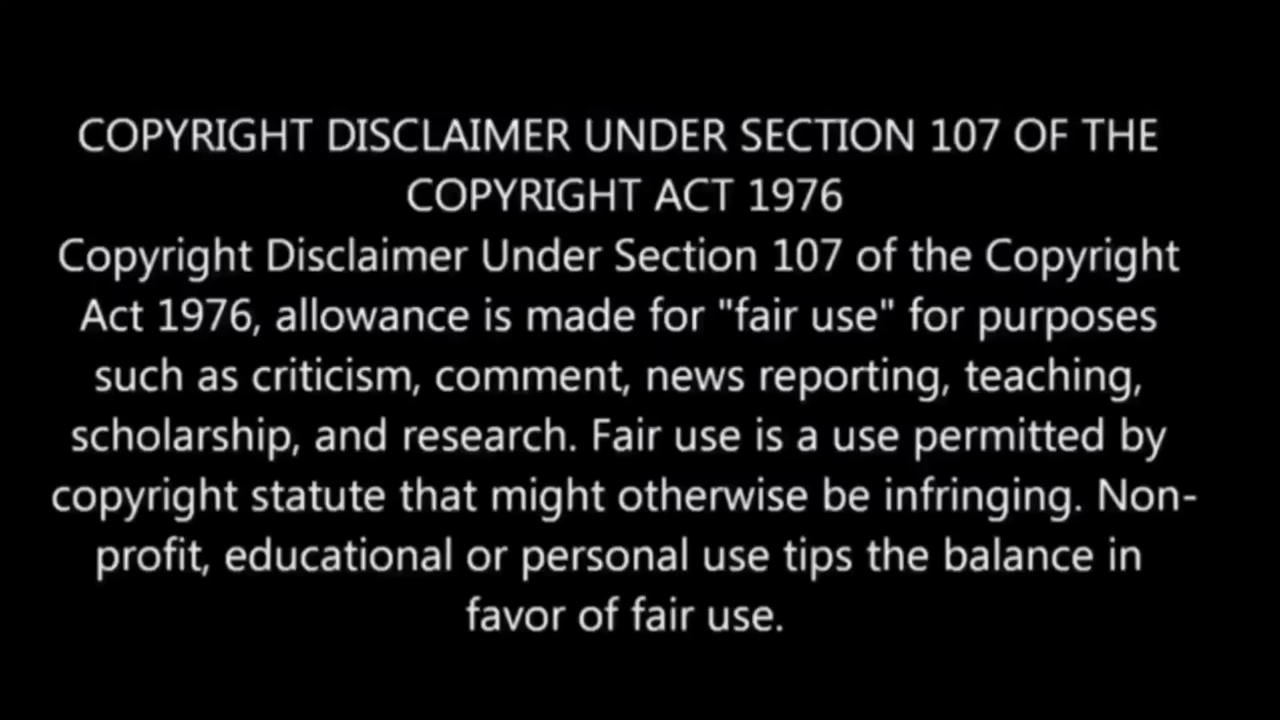 COPYRIGHT DISCLAIMER UNDER SECTION 107 OF THE
COPYRIGHT ACT 1976
Copyright Disclaimer Under Section 107 of the Copyright
Act 1976, allowance is made for "fair use" for purposes
such as criticism, comment, news reporting, teaching,
scholarship, and research. Fair use is a use permitted by
copyright statute that might otherwise be infringing. Non-
profit, educational or personal use tips the balance in
favor of fair use.